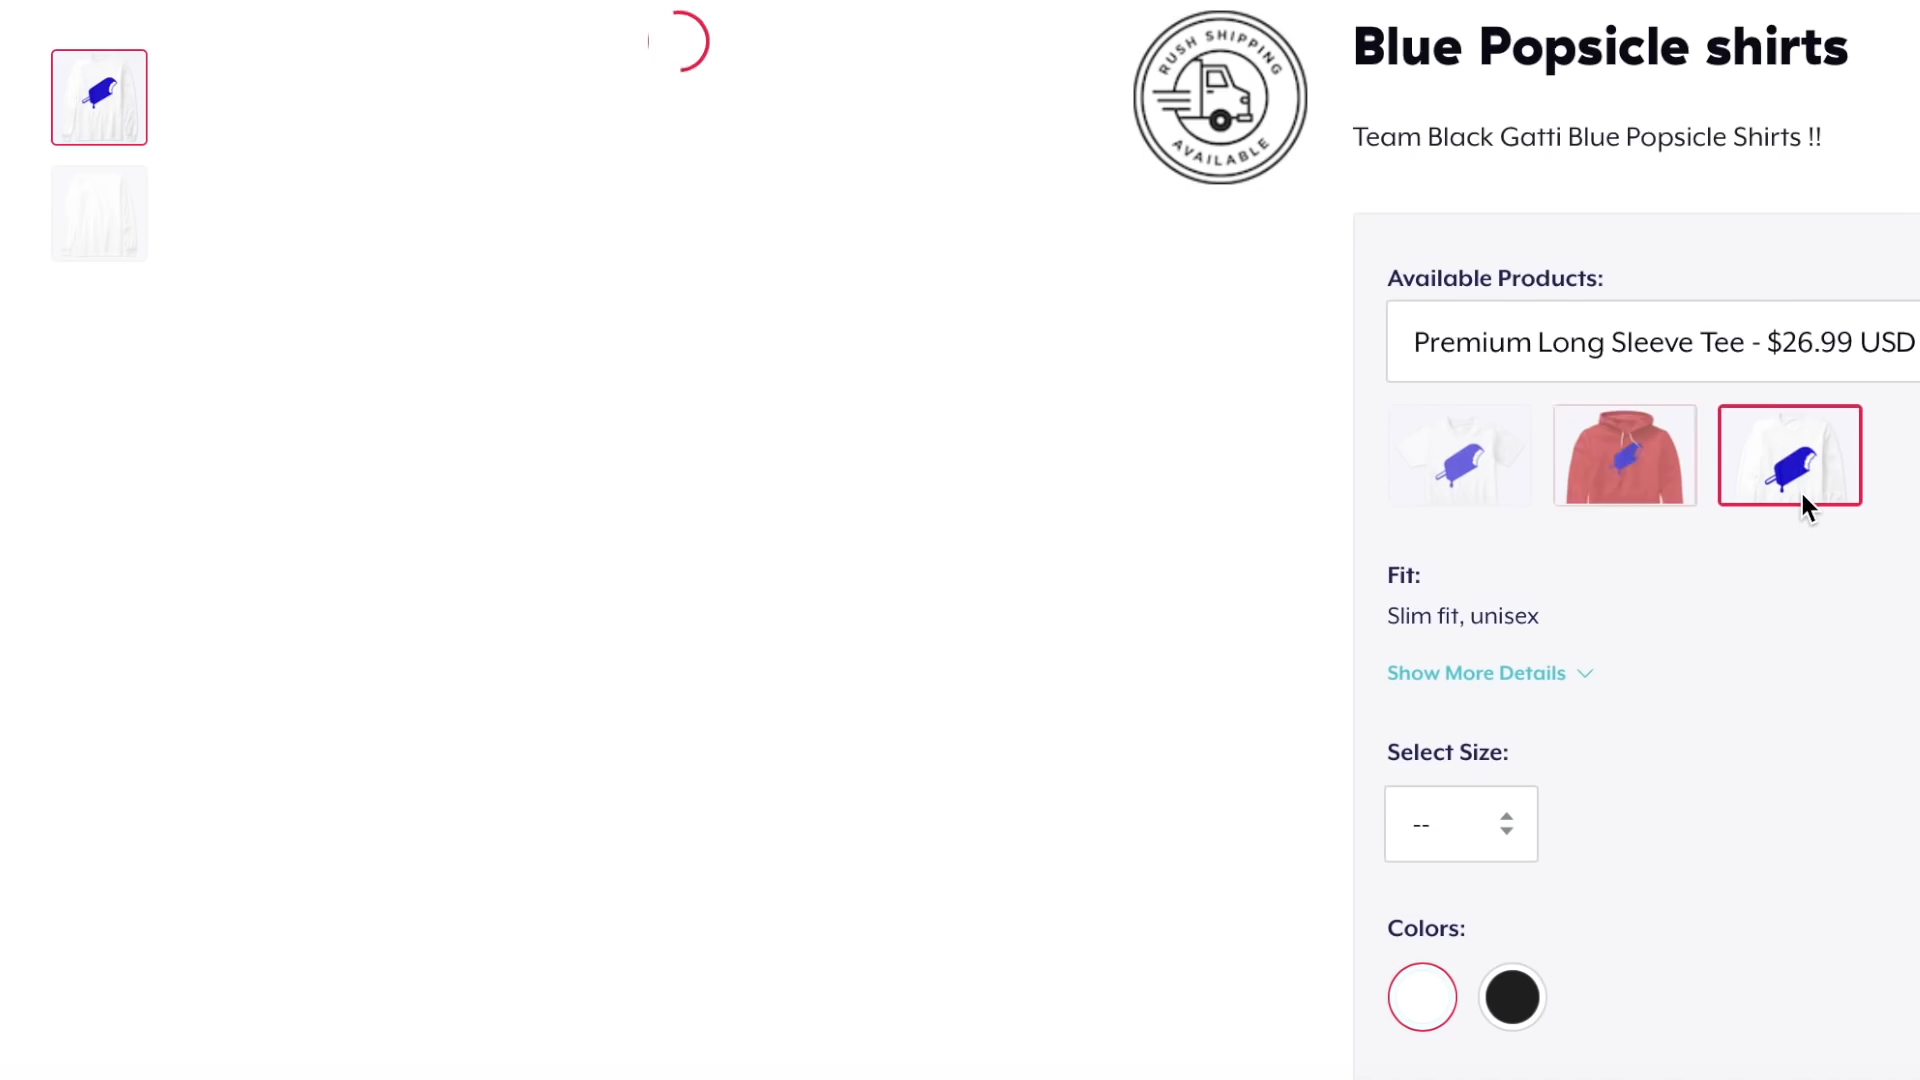 RUSH SHIPPING
AVAILABLE
Blue Popsicle shirts
Team Black Gatti Blue Popsicle Shirts !!
Available Products:
Premium Long Sleeve Tee - $26.99 USD
Fit:
Slim fit, unisex
Show More Details
Select Size:
--
Colors: